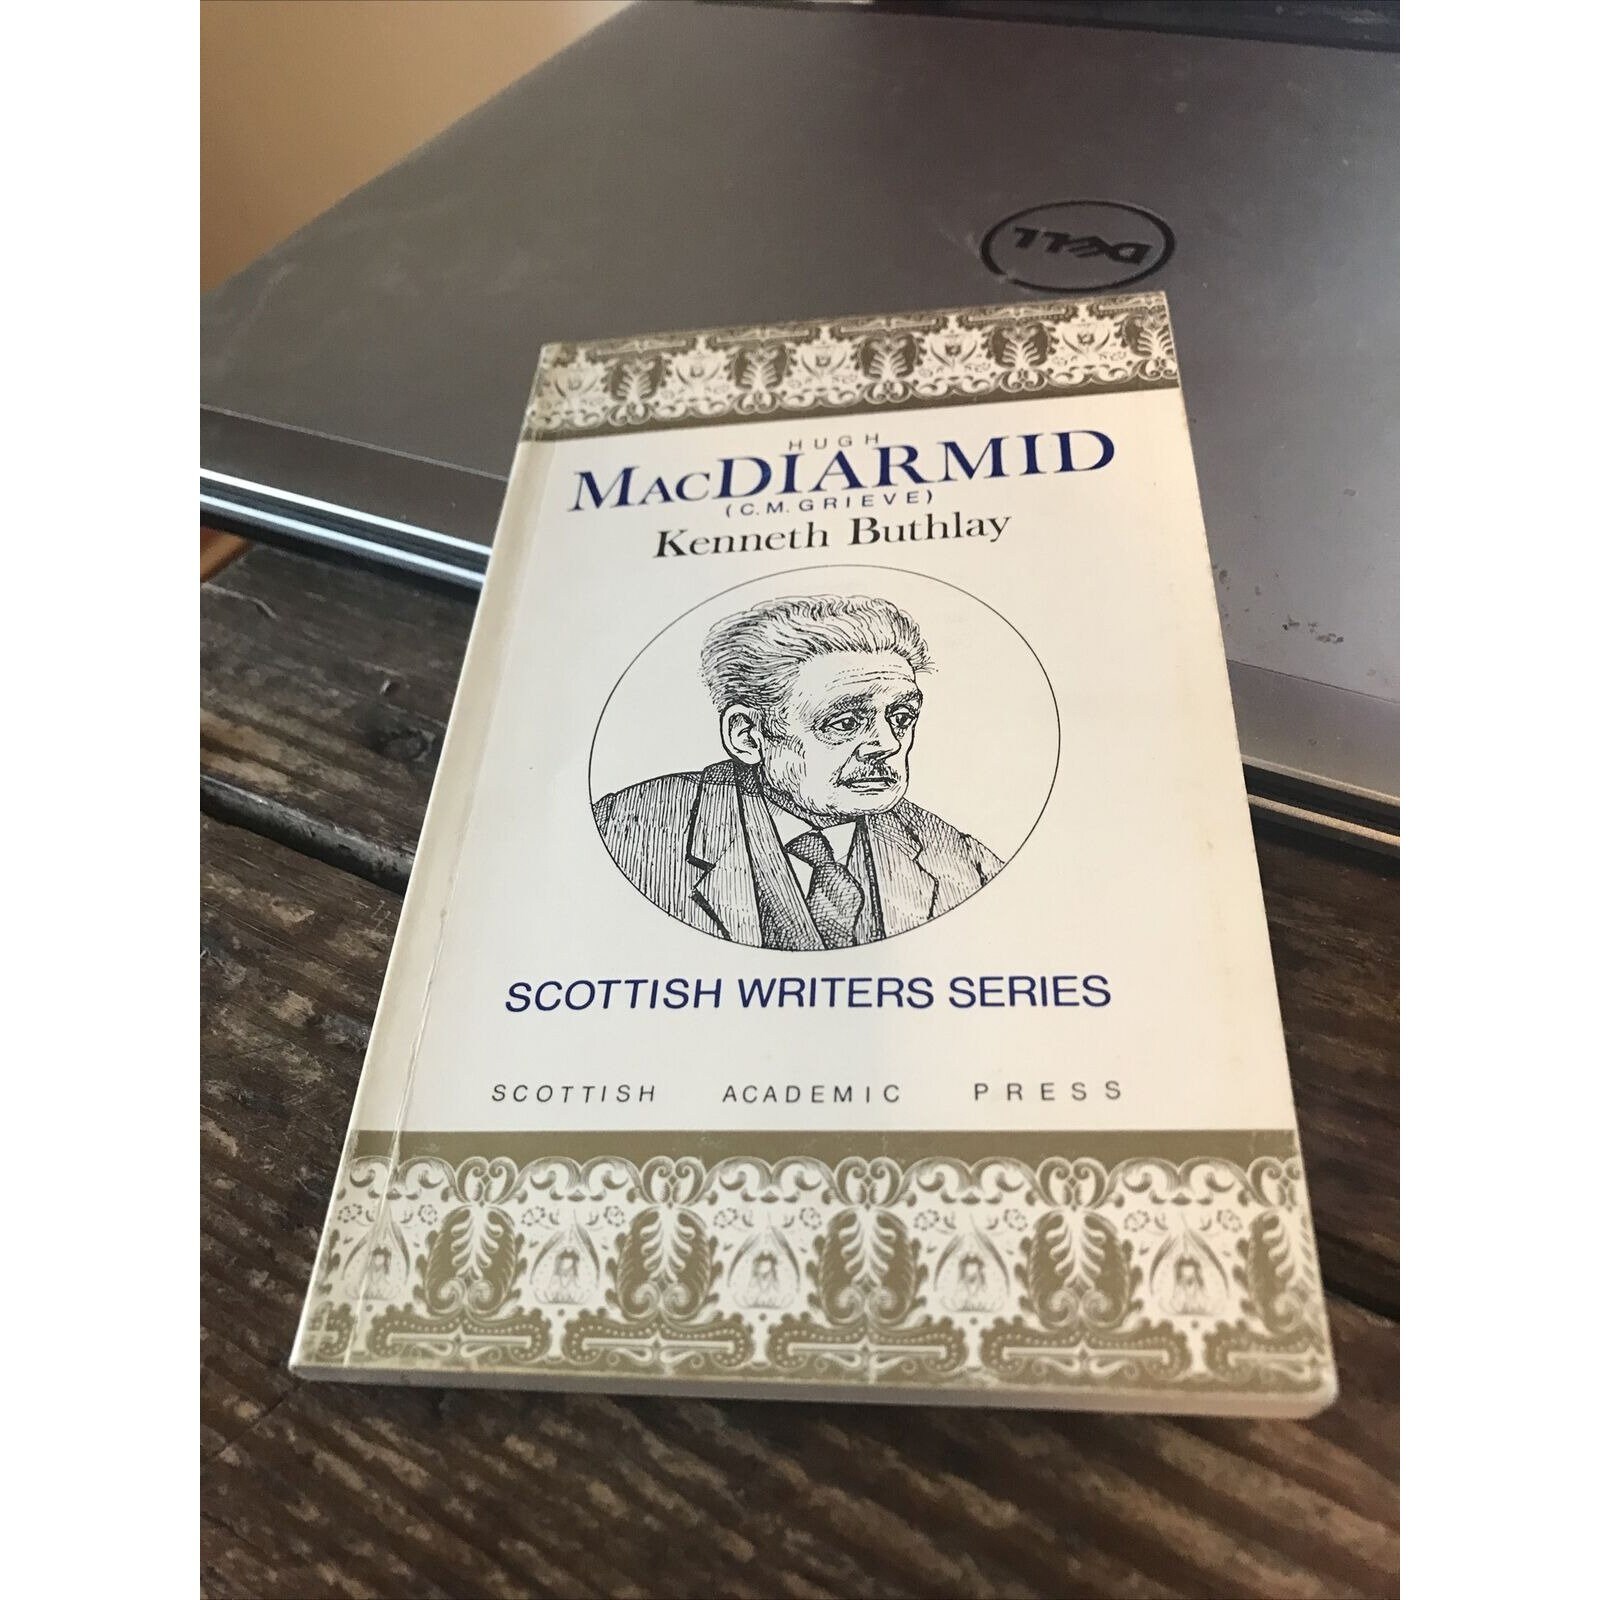 DELL
HUGH
MACDIARMID
(C.M. GRIEVE)
Kenneth Buthlay
SCOTTISH WRITERS SERIES
SCOTTISH ACADEMIC PRESS